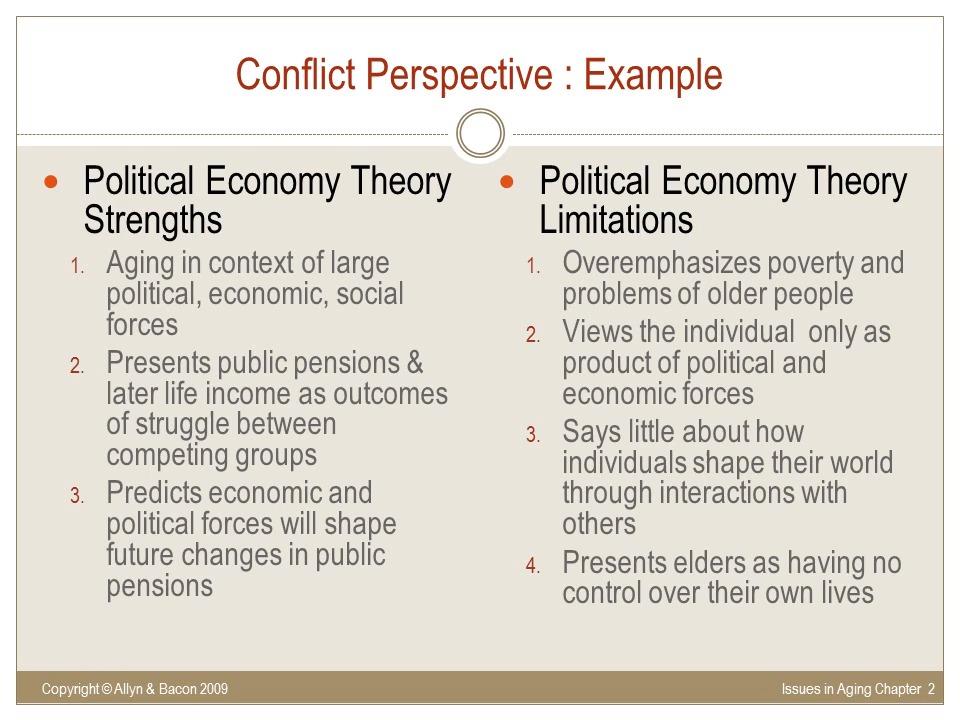 Conflict Perspective : Example
• Political Economy Theory
Strengths
1. Aging in context of large
political, economic, social
forces
2. Presents public pensions &
later life income as outcomes
of struggle between
competing groups
3. Predicts economic and
political forces will shape
future changes in public
pensions
• Political Economy Theory
Limitations
1. Overemphasizes poverty and
problems of older people
2. Views the individual  only as
product of political and
economic forces
3. Says little about how
individuals shape their world
through interactions with
others
4. Presents elders as having no
control over their own lives
Copyright © Allyn & Bacon 2009
Issues in Aging Chapter  2